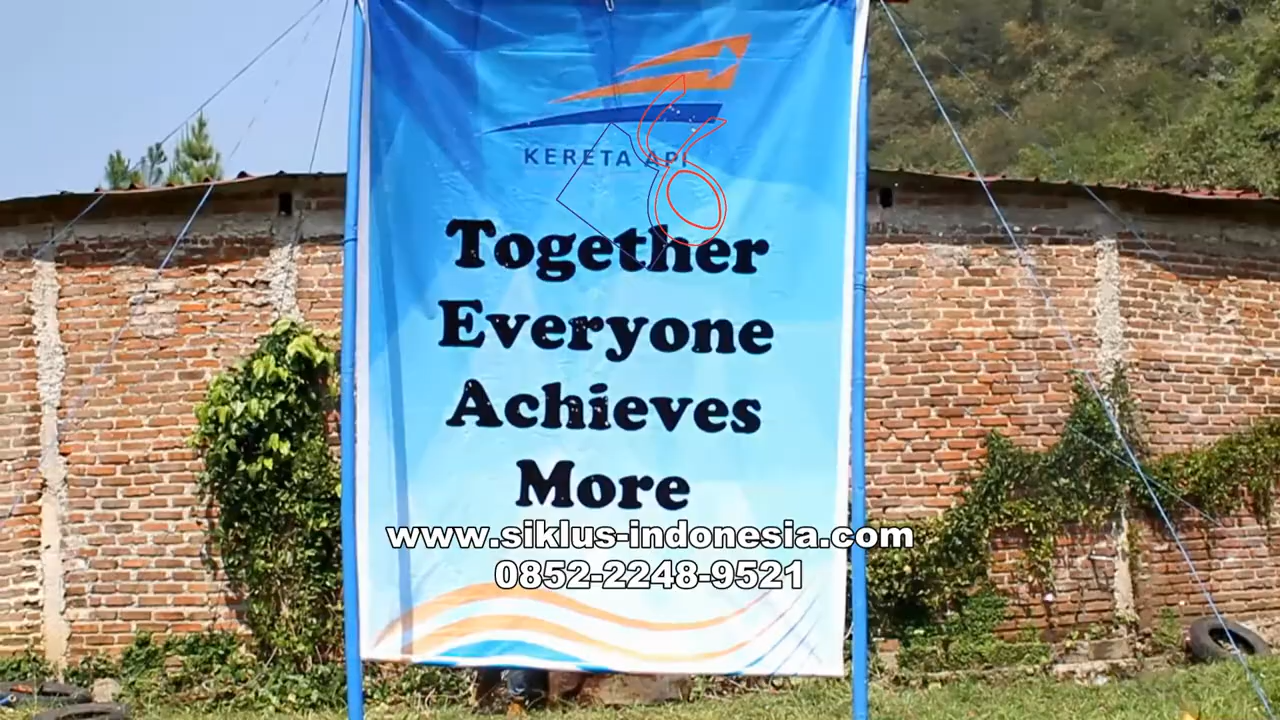 KERETA API
Together
Everyone
Achieves
More
www.siklus-indonesia.com
0852-2248-9521